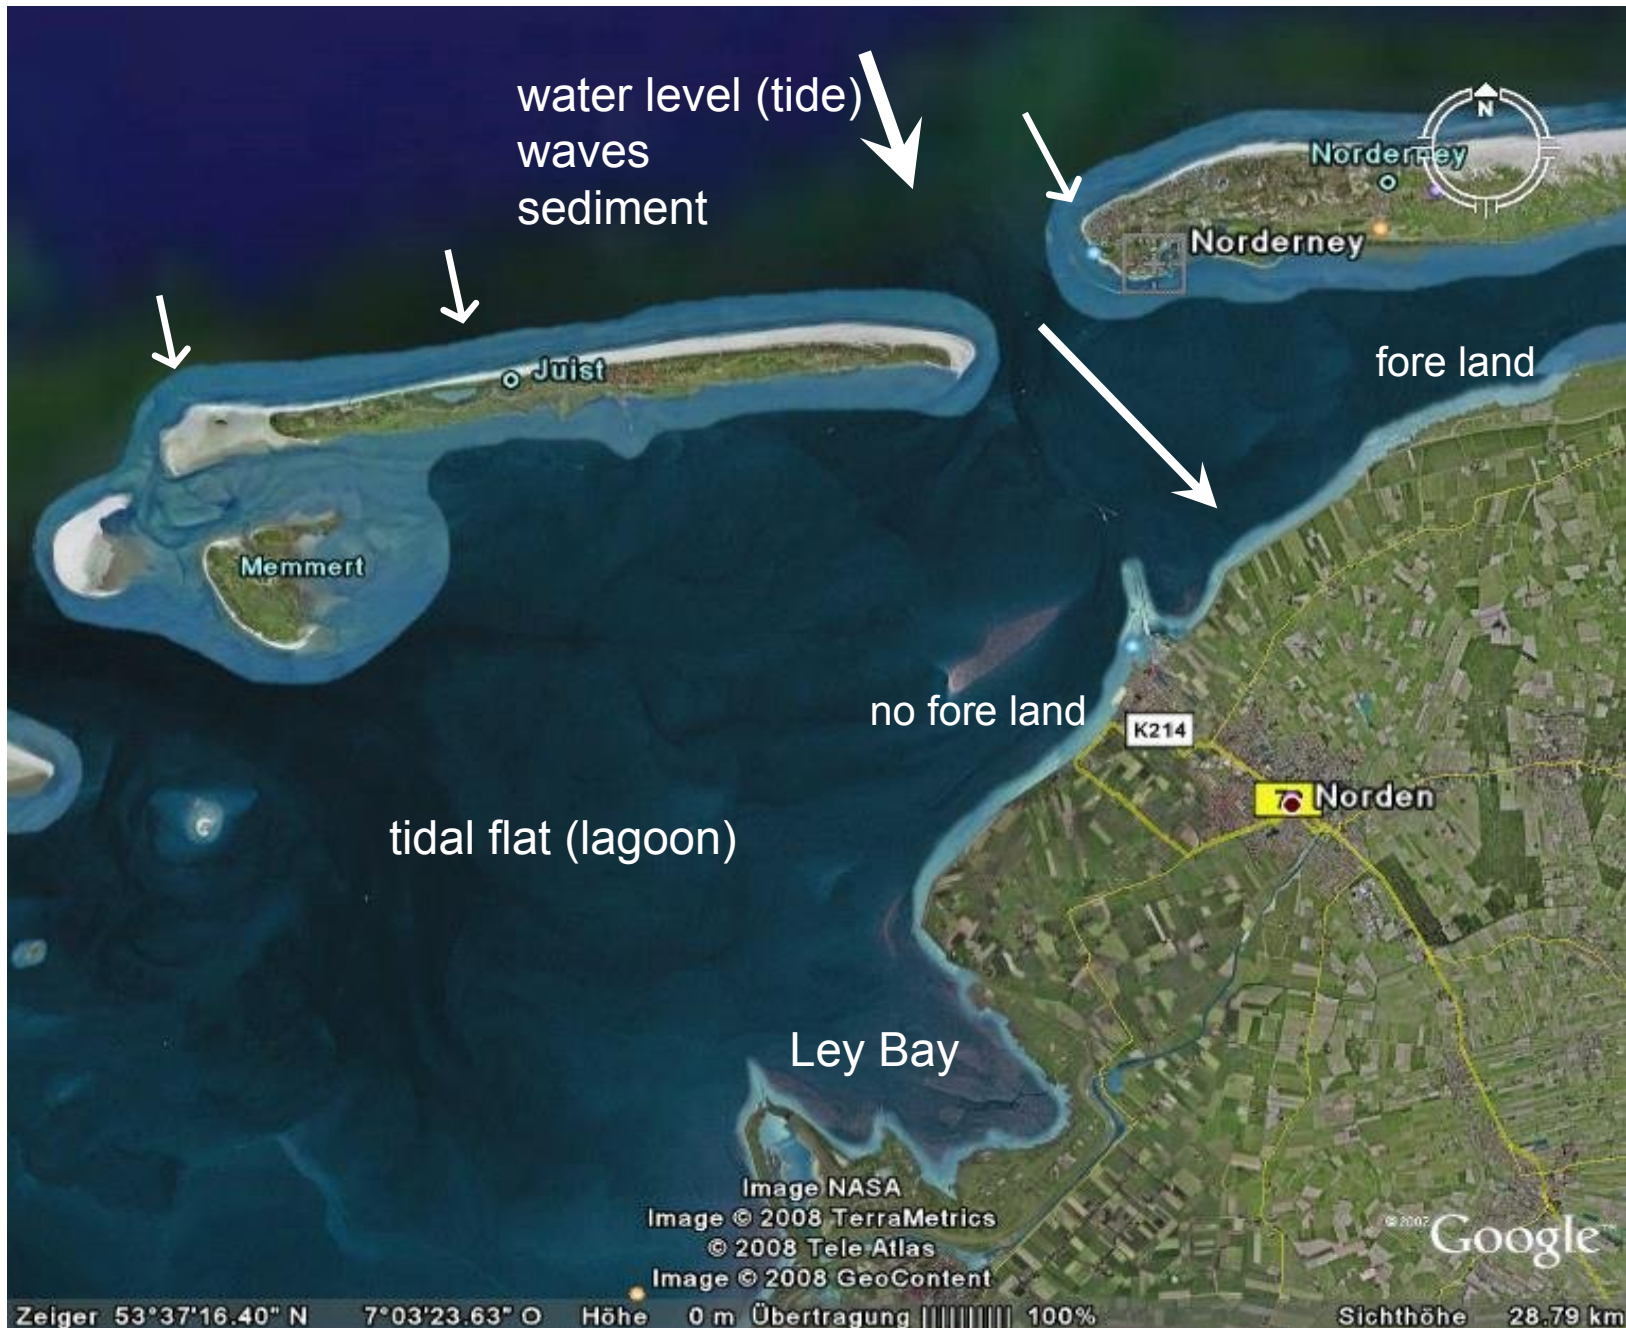 water level (tide)
waves
sediment
N
Norderney
Norderney
fore land
Juist
Memmert
no fore land
K214
Norden
tidal flat (lagoon)
Ley Bay
Image NASA
Image © 2008 TerraMetrics
© 2008 Tele Atlas
Image © 2008 GeoContent
©2007 Google™
Zeiger 53°37'16.40" N 7°03'23.63" O Höhe 0 m Übertragung ||||||||| 100% Sichthöhe 28.79 km